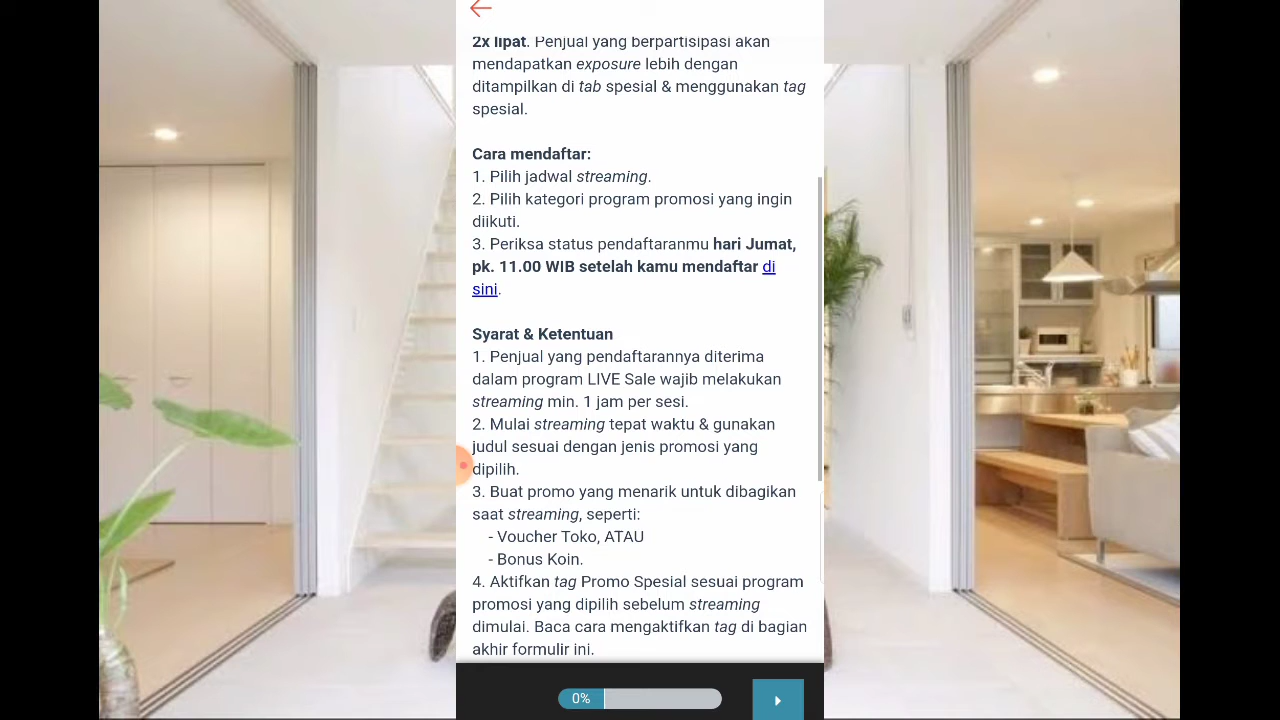 2x lipat. Penjual yang berpartisipasi akan
mendapatkan exposure lebih dengan
ditampilkan di tab spesial & menggunakan tag
spesial.
Cara mendaftar:
1. Pilih jadwal streaming.
2. Pilih kategori program promosi yang ingin
diikuti.
3. Periksa status pendaftaranmu hari Jumat,
pk. 11.00 WIB setelah kamu mendaftar di
sini.
Syarat & Ketentuan
1. Penjual yang pendaftarannya diterima
dalam program LIVE Sale wajib melakukan
streaming min. 1 jam per sesi.
2. Mulai streaming tepat waktu & gunakan
judul sesuai dengan jenis promosi yang
dipilih.
3. Buat promo yang menarik untuk dibagikan
saat streaming, seperti:
- Voucher Toko, ATAU
- Bonus Koin.
4. Aktifkan tag Promo Spesial sesuai program
promosi yang dipilih sebelum streaming
dimulai. Baca cara mengaktifkan tag di bagian
akhir formulir ini.
0%